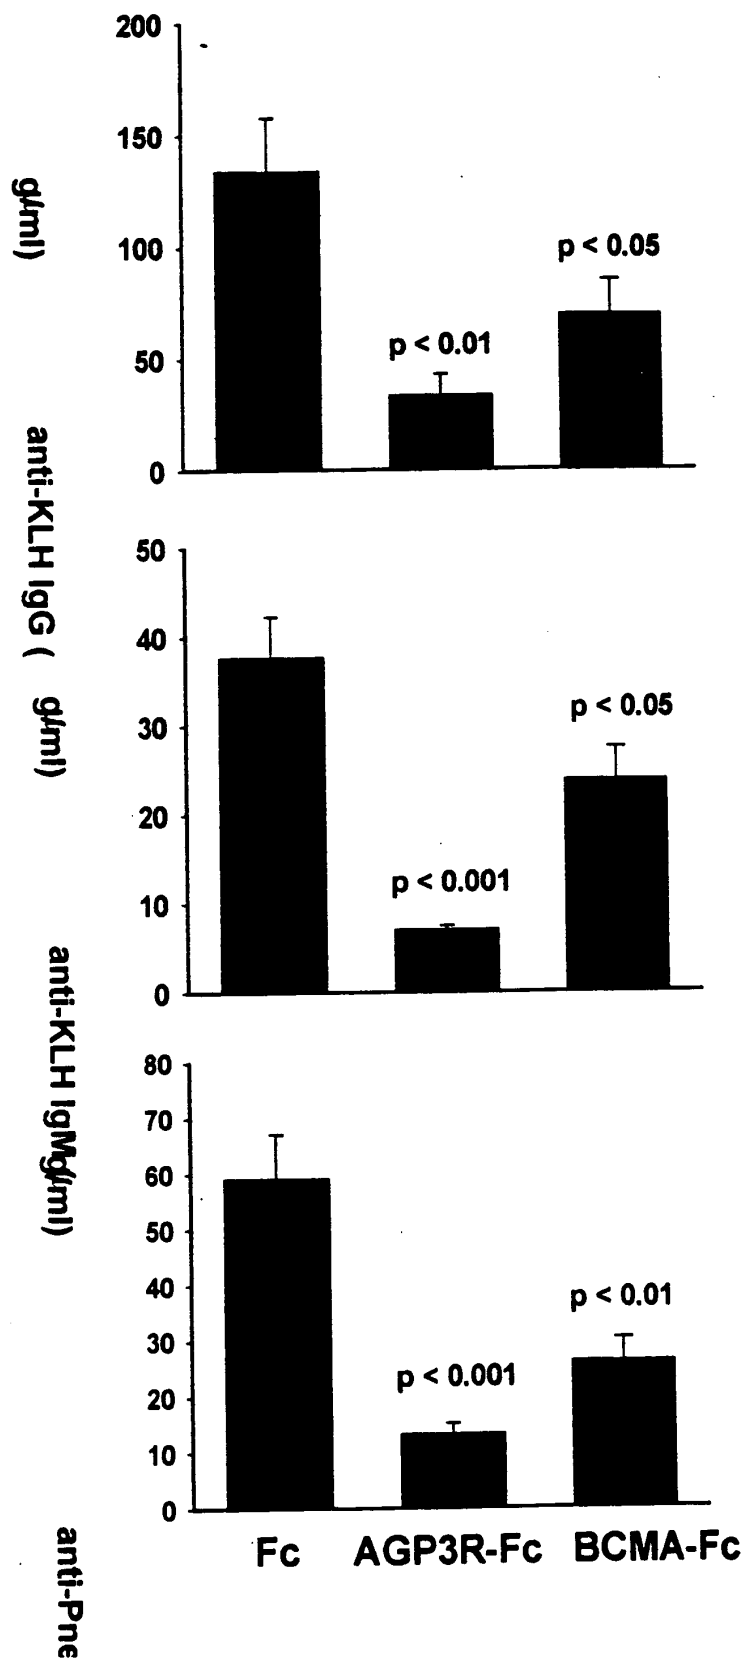 200
150
100
50
0
p < 0.01
p < 0.05
g/ml)
anti-KLH IgG (
50
40
30
20
10
0
p < 0.001
p < 0.05
g/ml)
anti-KLH IgM
80
70
60
50
40
30
20
10
0
p < 0.001
p < 0.01
g/ml)
anti-Pne
Fc AGP3R-Fc BCMA-Fc